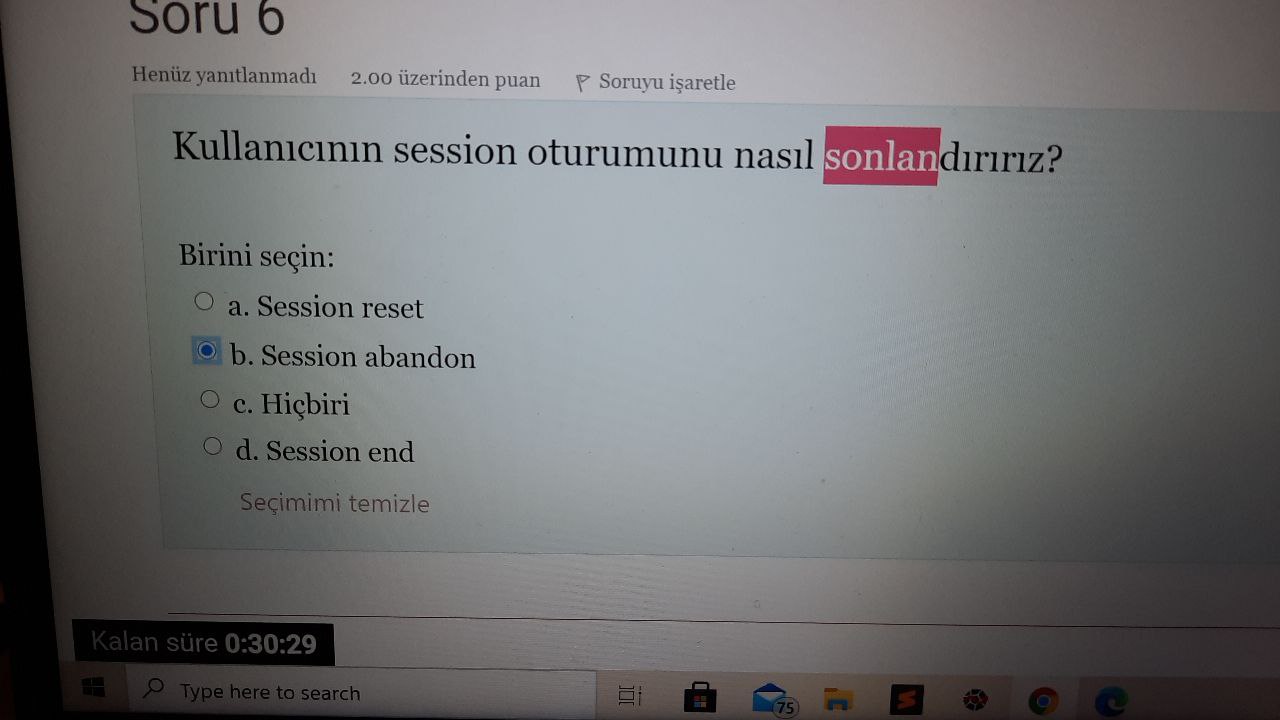 Soru 6
Henüz yanıtlanmadı 2.00 üzerinden puan Soruyu işaretle
Kullanıcının session oturumunu nasıl sonlandırırız?
Birini seçin:
a. Session reset
b. Session abandon
c. Hiçbiri
d. Session end
Seçimimi temizle
Kalan süre 0:30:29
Type here to search
75